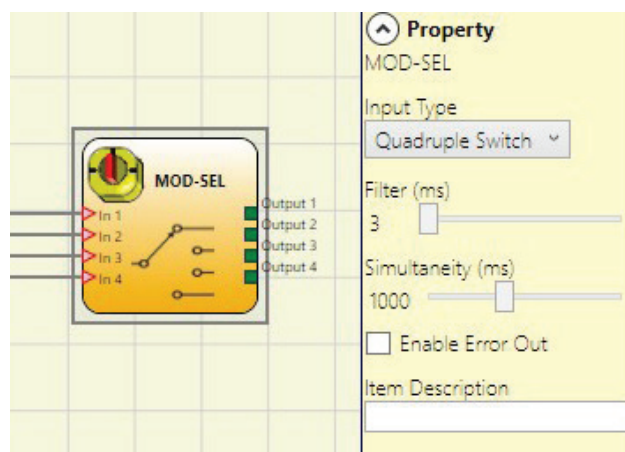 MOD-SEL
In 1
In 2
In 3
In 4
Output 1
Output 2
Output 3
Output 4
Property
MOD-SEL
Input Type
Quadruple Switch
Filter (ms)
3
Simultaneity (ms)
1000
Enable Error Out
Item Description